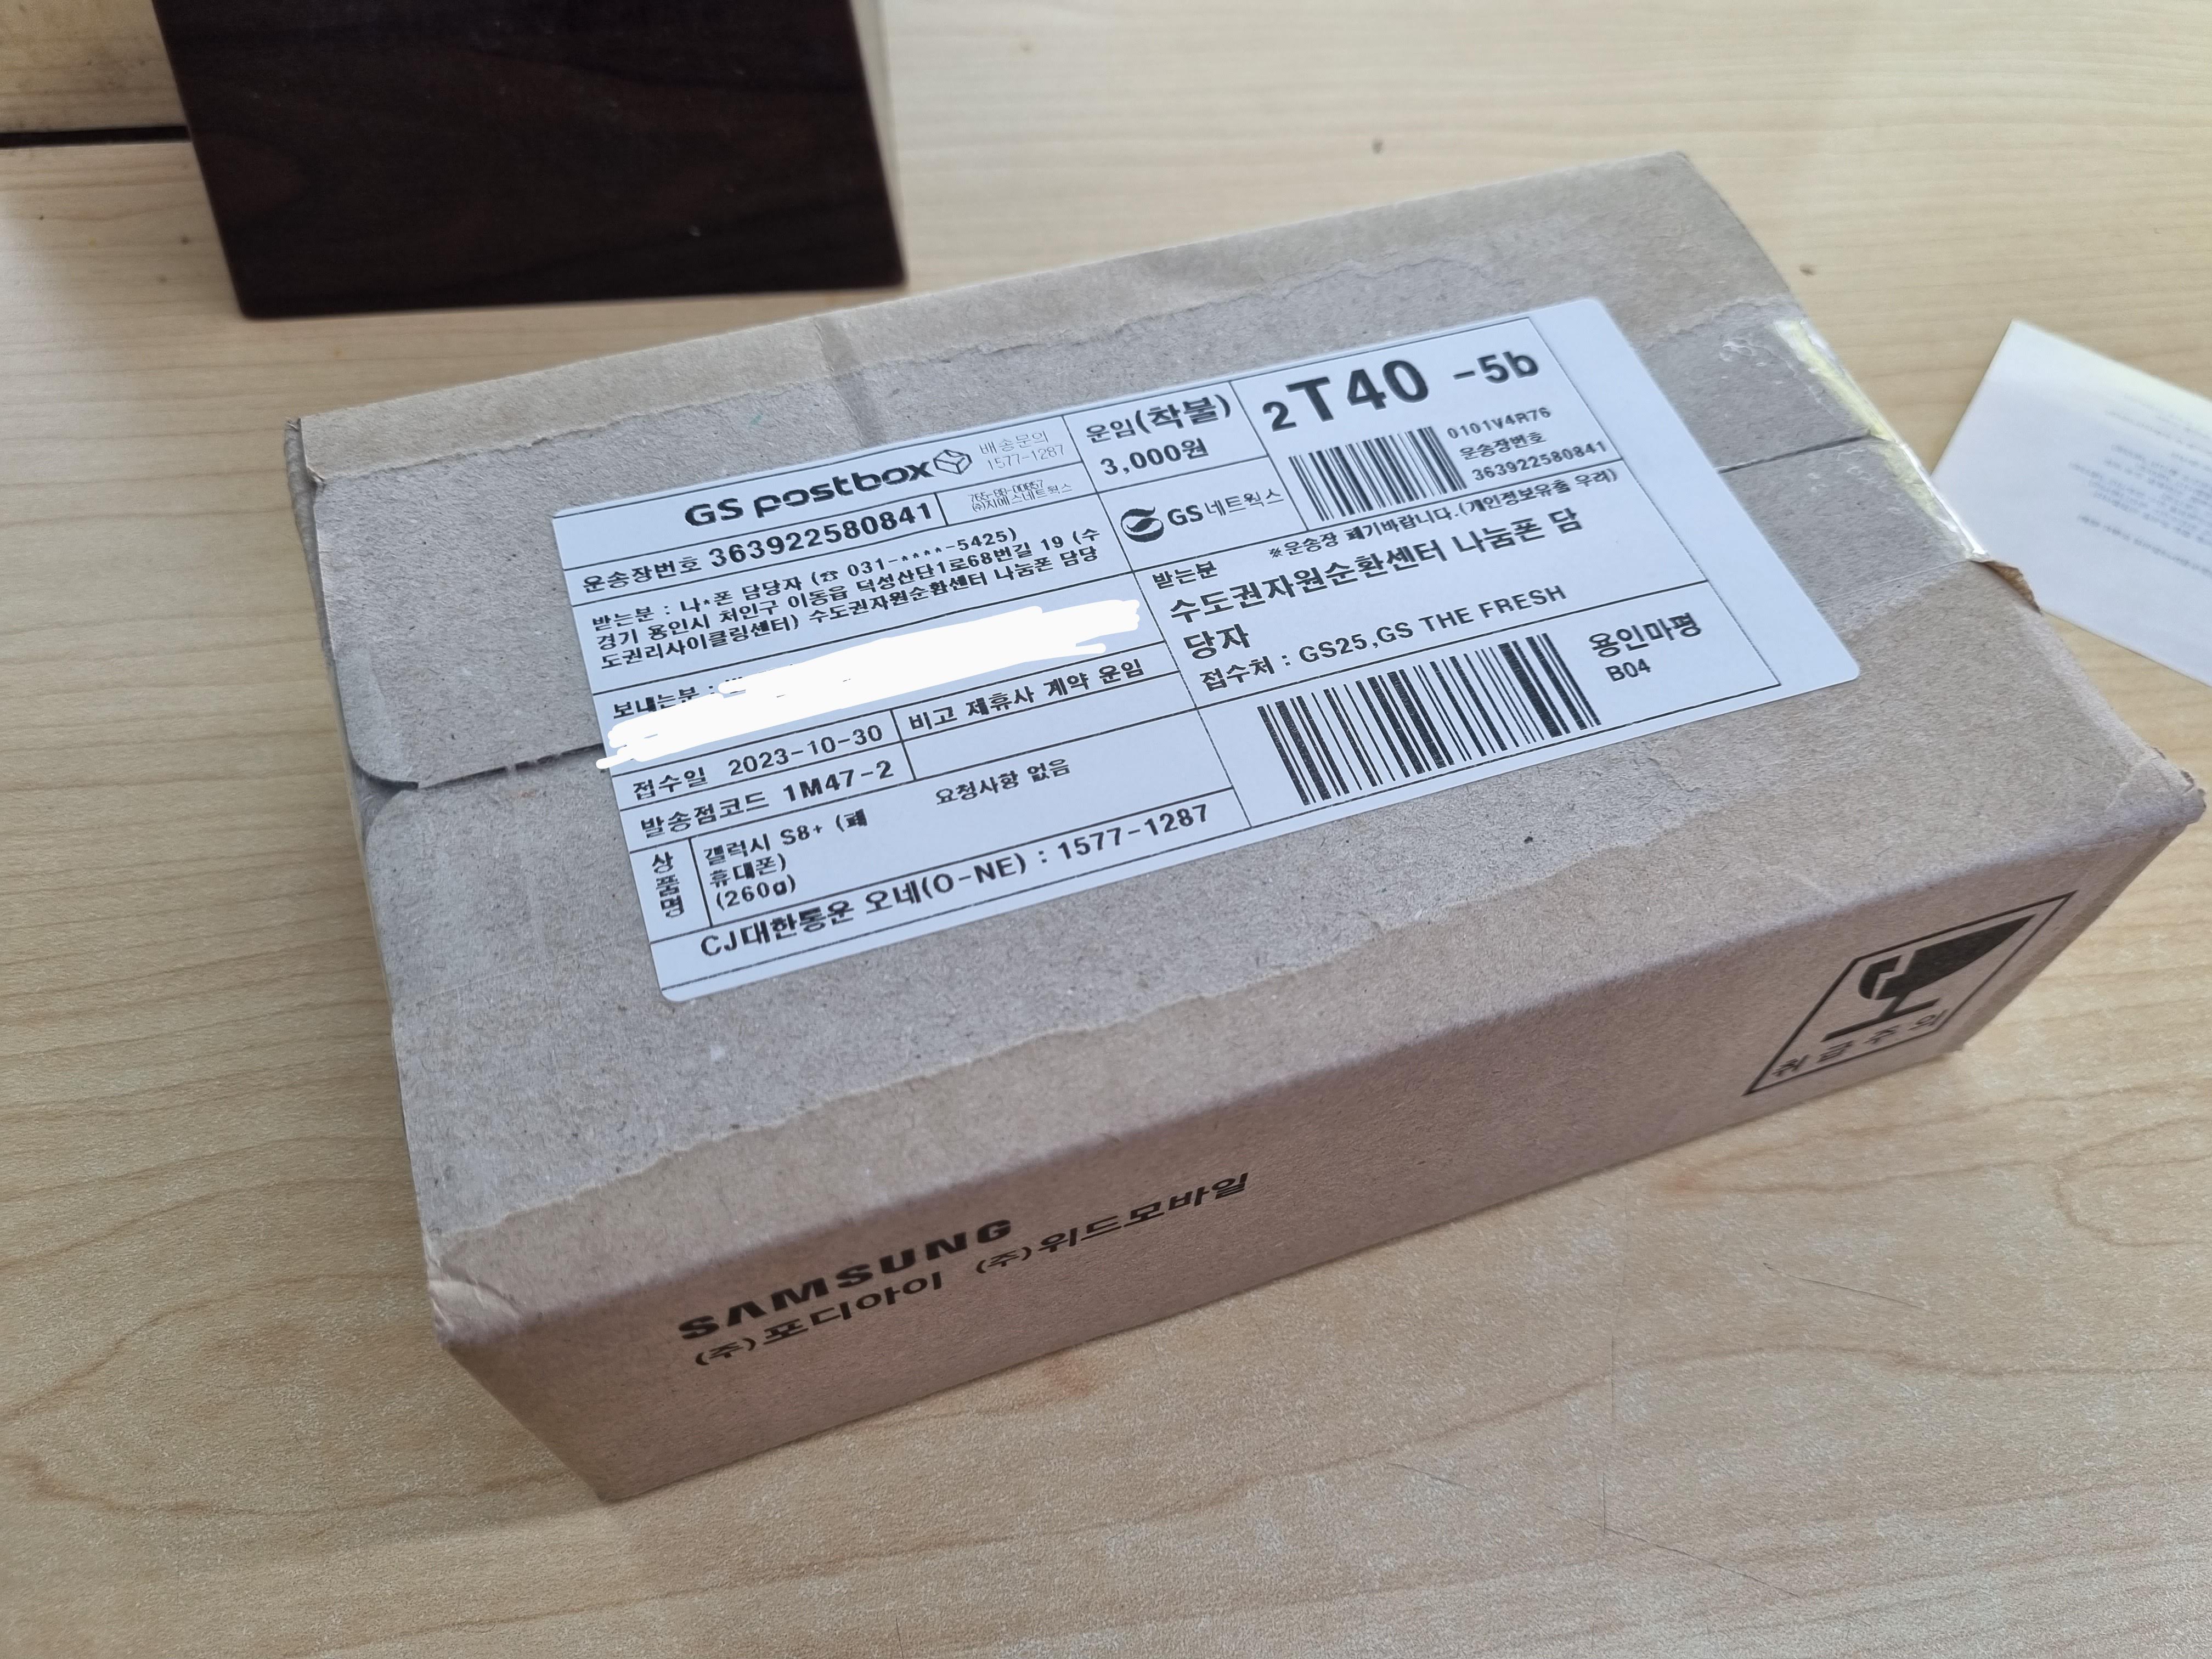 GS postbox
배송문의
1577-1287
운송장번호 363922580841
받는분 : 나*폰 담당자 (☎ 031-****-5425)
경기 용인시 처인구 이동읍 덕성산단1로68번길 19 (수
도권리사이클링센터) 수도권자원순환센터 나눔폰 담당
보내는분 :
접수일 2023-10-30
비고 제휴사 계약 운임
발송점코드 1M47-2
요청사항 없음
상품명
갤럭시 S8+ (폐
휴대폰)
(260g)
CJ대한통운 오네(O-NE) : 1577-1287
운임(착불)
3,000원
GS네트웍스
2T40 -5b
0101V4R76
운송장번호
363922580841
※운송장 폐기바랍니다.(개인정보유출 우려)
받는분
수도권자원순환센터 나눔폰 담
당자
접수처 : GS25,GS THE FRESH
용인마평
B04
SAMSUNG
(주)포디아이 (주)위드모바일
취급주의